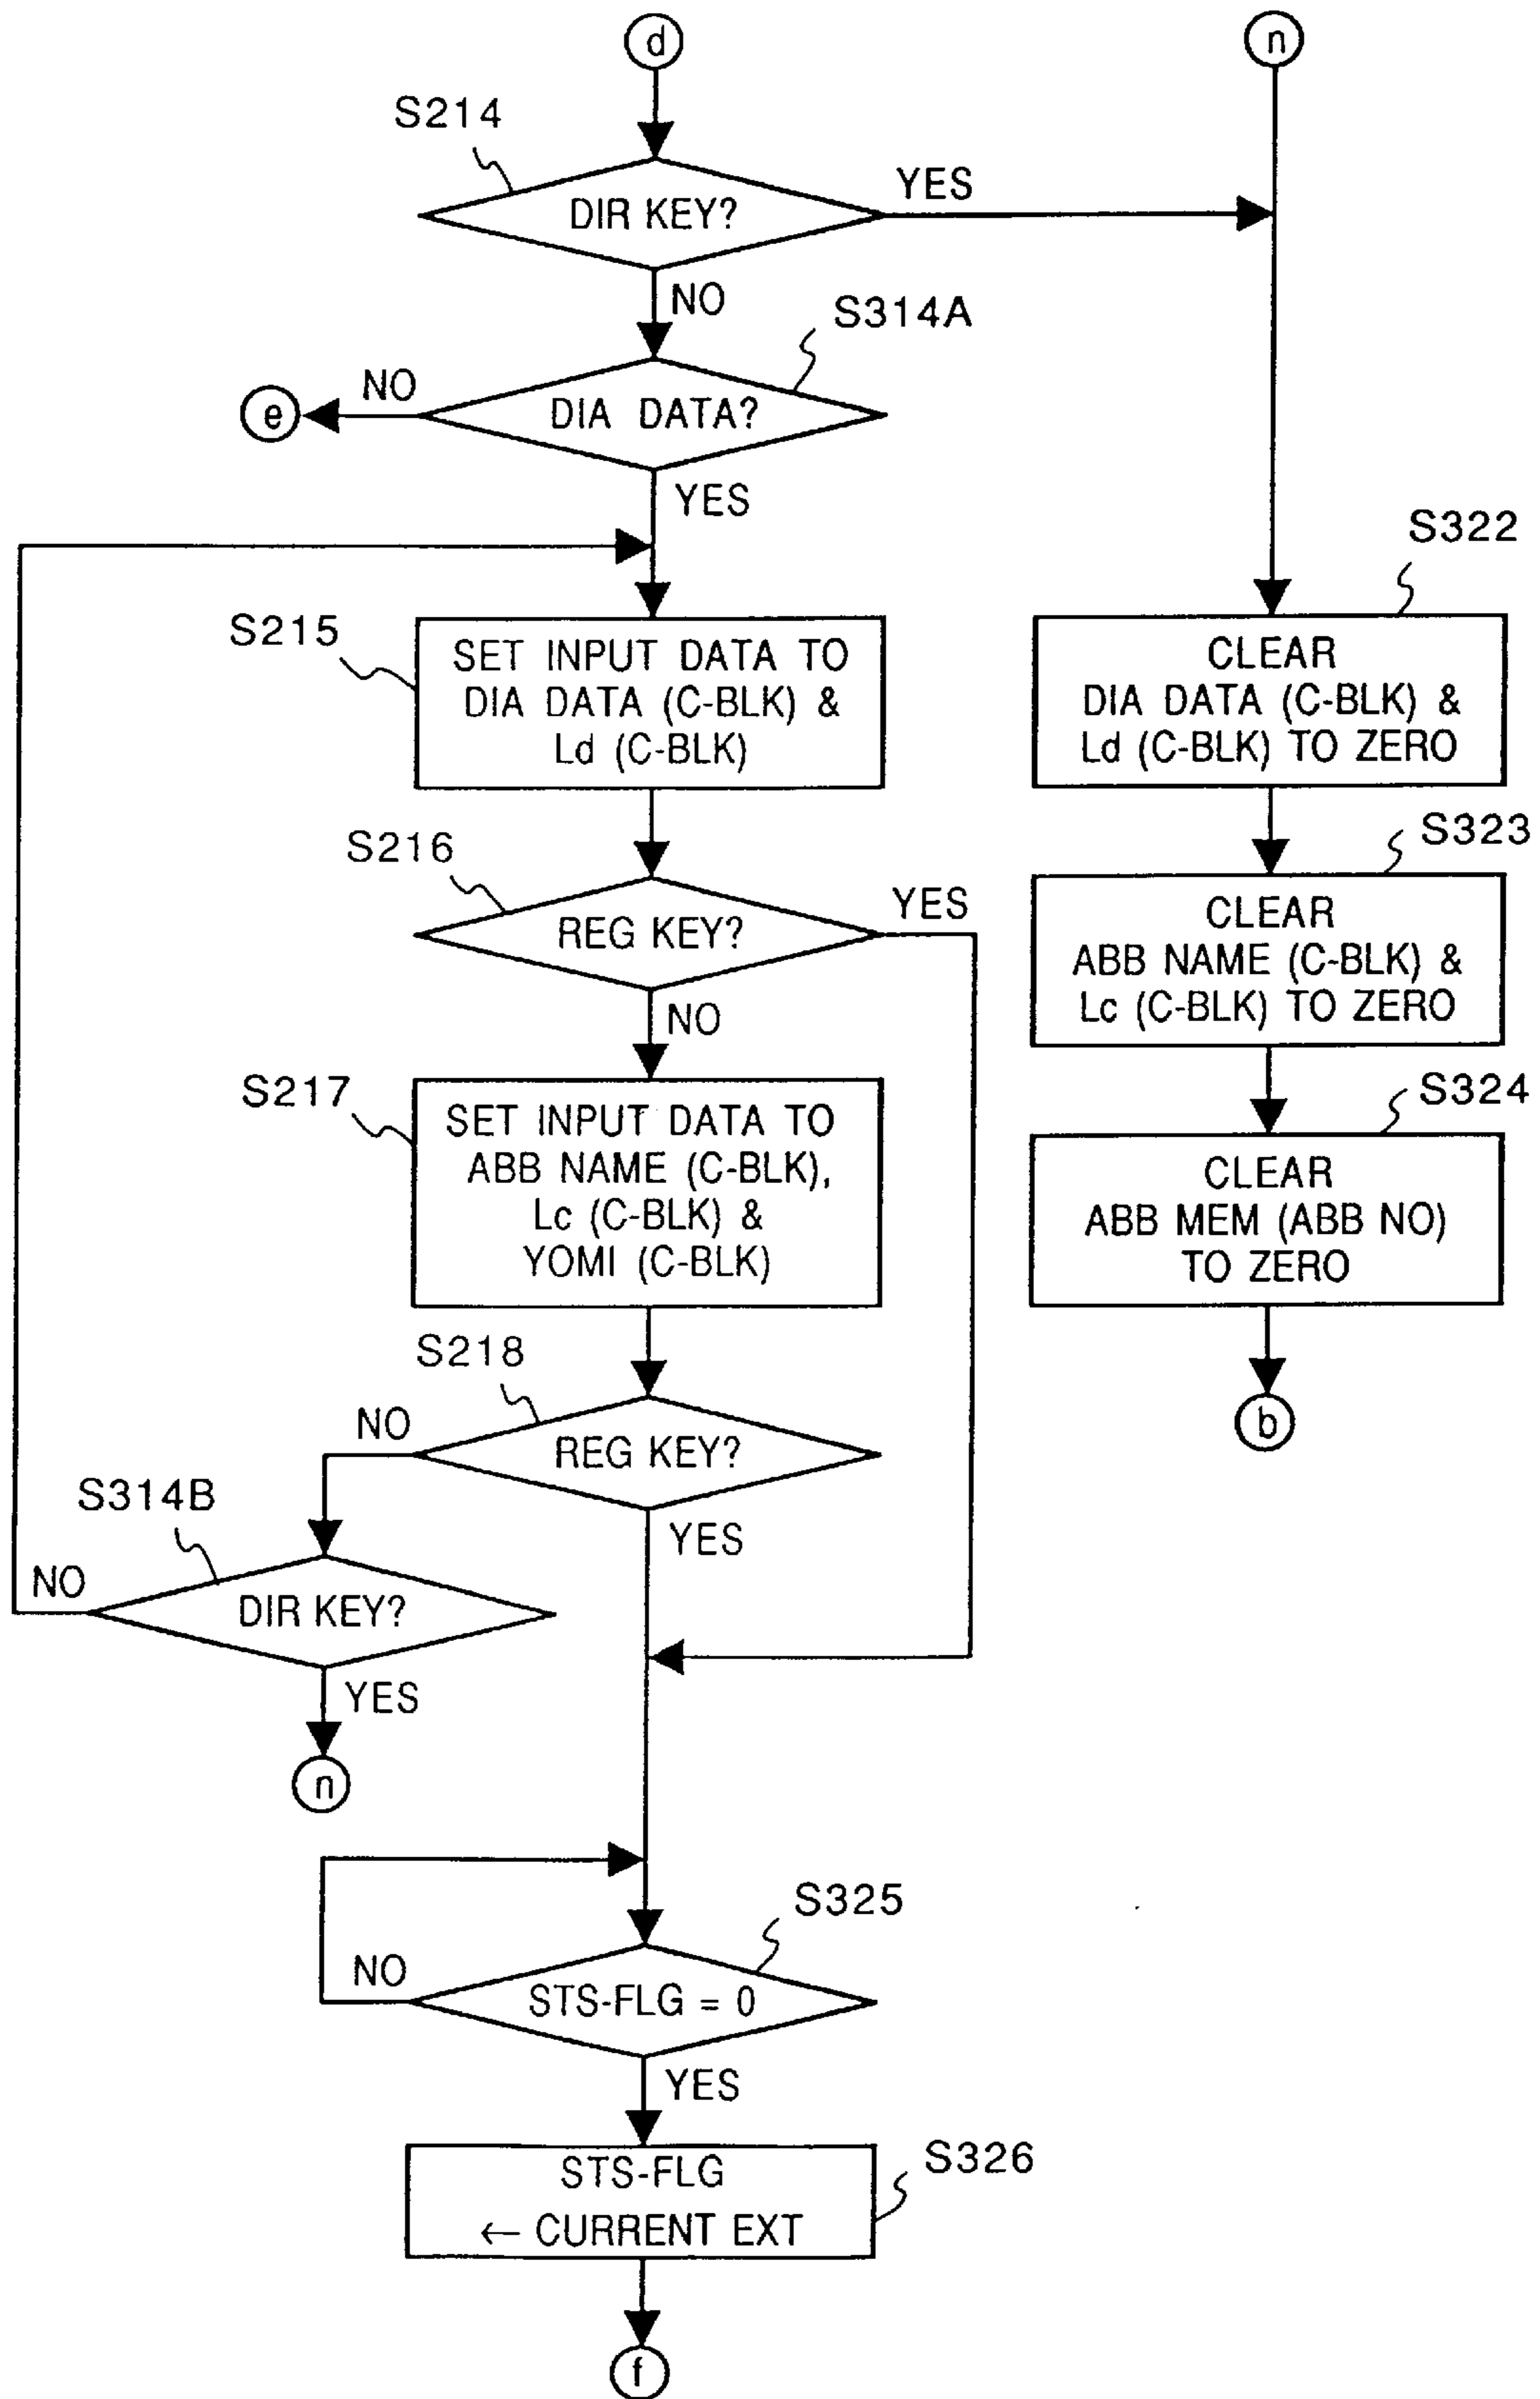 d
n
S214
DIR KEY?
YES
NO
S314A
DIA DATA?
NO
e
YES
S215
SET INPUT DATA TO
DIA DATA (C-BLK) &
Ld (C-BLK)
S322
CLEAR
DIA DATA (C-BLK) &
Ld (C-BLK) TO ZERO
S216
REG KEY?
YES
NO
S323
CLEAR
ABB NAME (C-BLK) &
Lc (C-BLK) TO ZERO
S217
SET INPUT DATA TO
ABB NAME (C-BLK),
Lc (C-BLK) &
YOMI (C-BLK)
S324
CLEAR
ABB MEM (ABB NO)
TO ZERO
b
S218
REG KEY?
NO
YES
S314B
DIR KEY?
NO
YES
n
S325
STS-FLG = 0
NO
YES
S326
STS-FLG
← CURRENT EXT
f